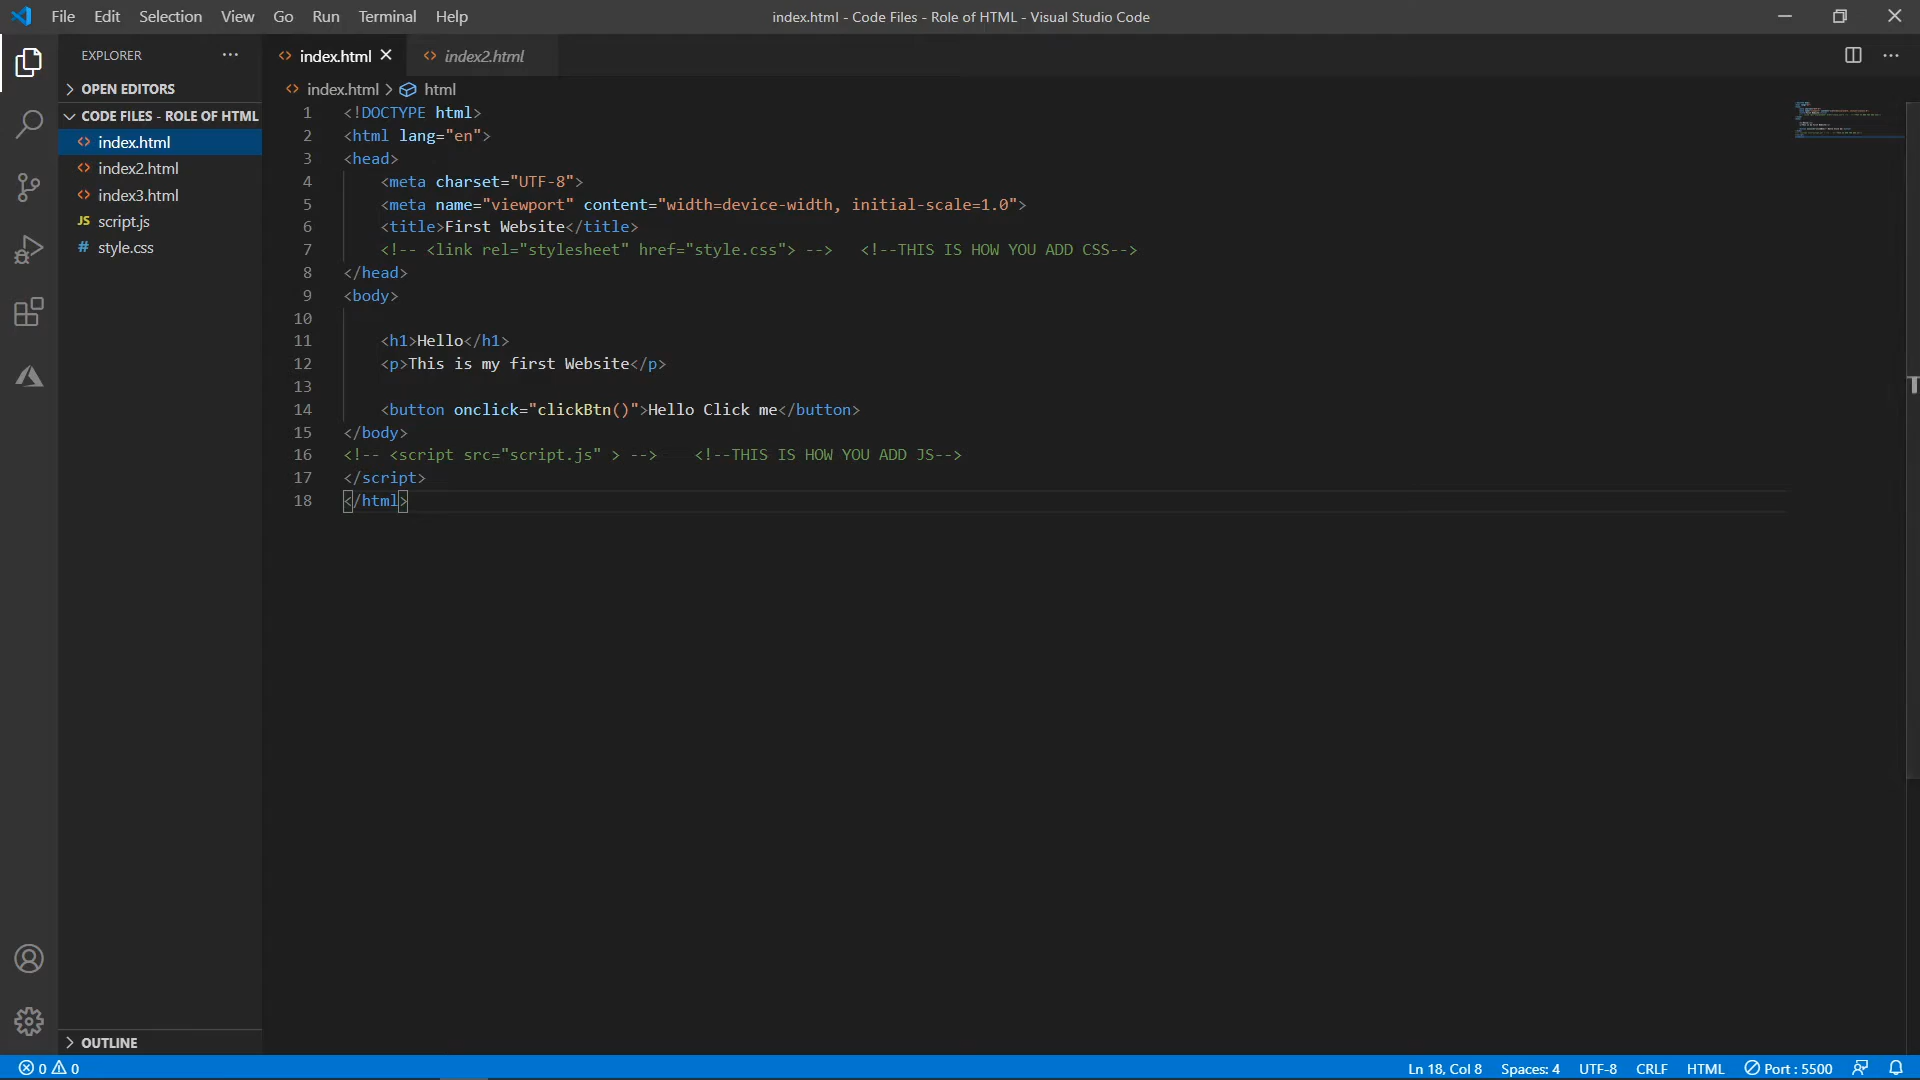 File Edit Selection View Go Run Terminal Help
index.html - Code Files - Role of HTML - Visual Studio Code
EXPLORER
OPEN EDITORS
CODE FILES - ROLE OF HTML
index.html
index2.html
index3.html
JS script.js
# style.css
OUTLINE
index.html index2.html
index.html > html
1 <!DOCTYPE html>
2 <html lang="en">
3 <head>
4     <meta charset="UTF-8">
5     <meta name="viewport" content="width=device-width, initial-scale=1.0">
6     <title>First Website</title>
7     <!-- <link rel="stylesheet" href="style.css"> -->   <!--THIS IS HOW YOU ADD CSS-->
8 </head>
9 <body>
10
11     <h1>Hello</h1>
12     <p>This is my first Website</p>
13
14     <button onclick="clickBtn()">Hello Click me</button>
15 </body>
16 <!-- <script src="script.js" > -->    <!--THIS IS HOW YOU ADD JS-->
17 </script>
18 </html>
0 0
Ln 18, Col 8 Spaces: 4 UTF-8 CRLF HTML Port : 5500